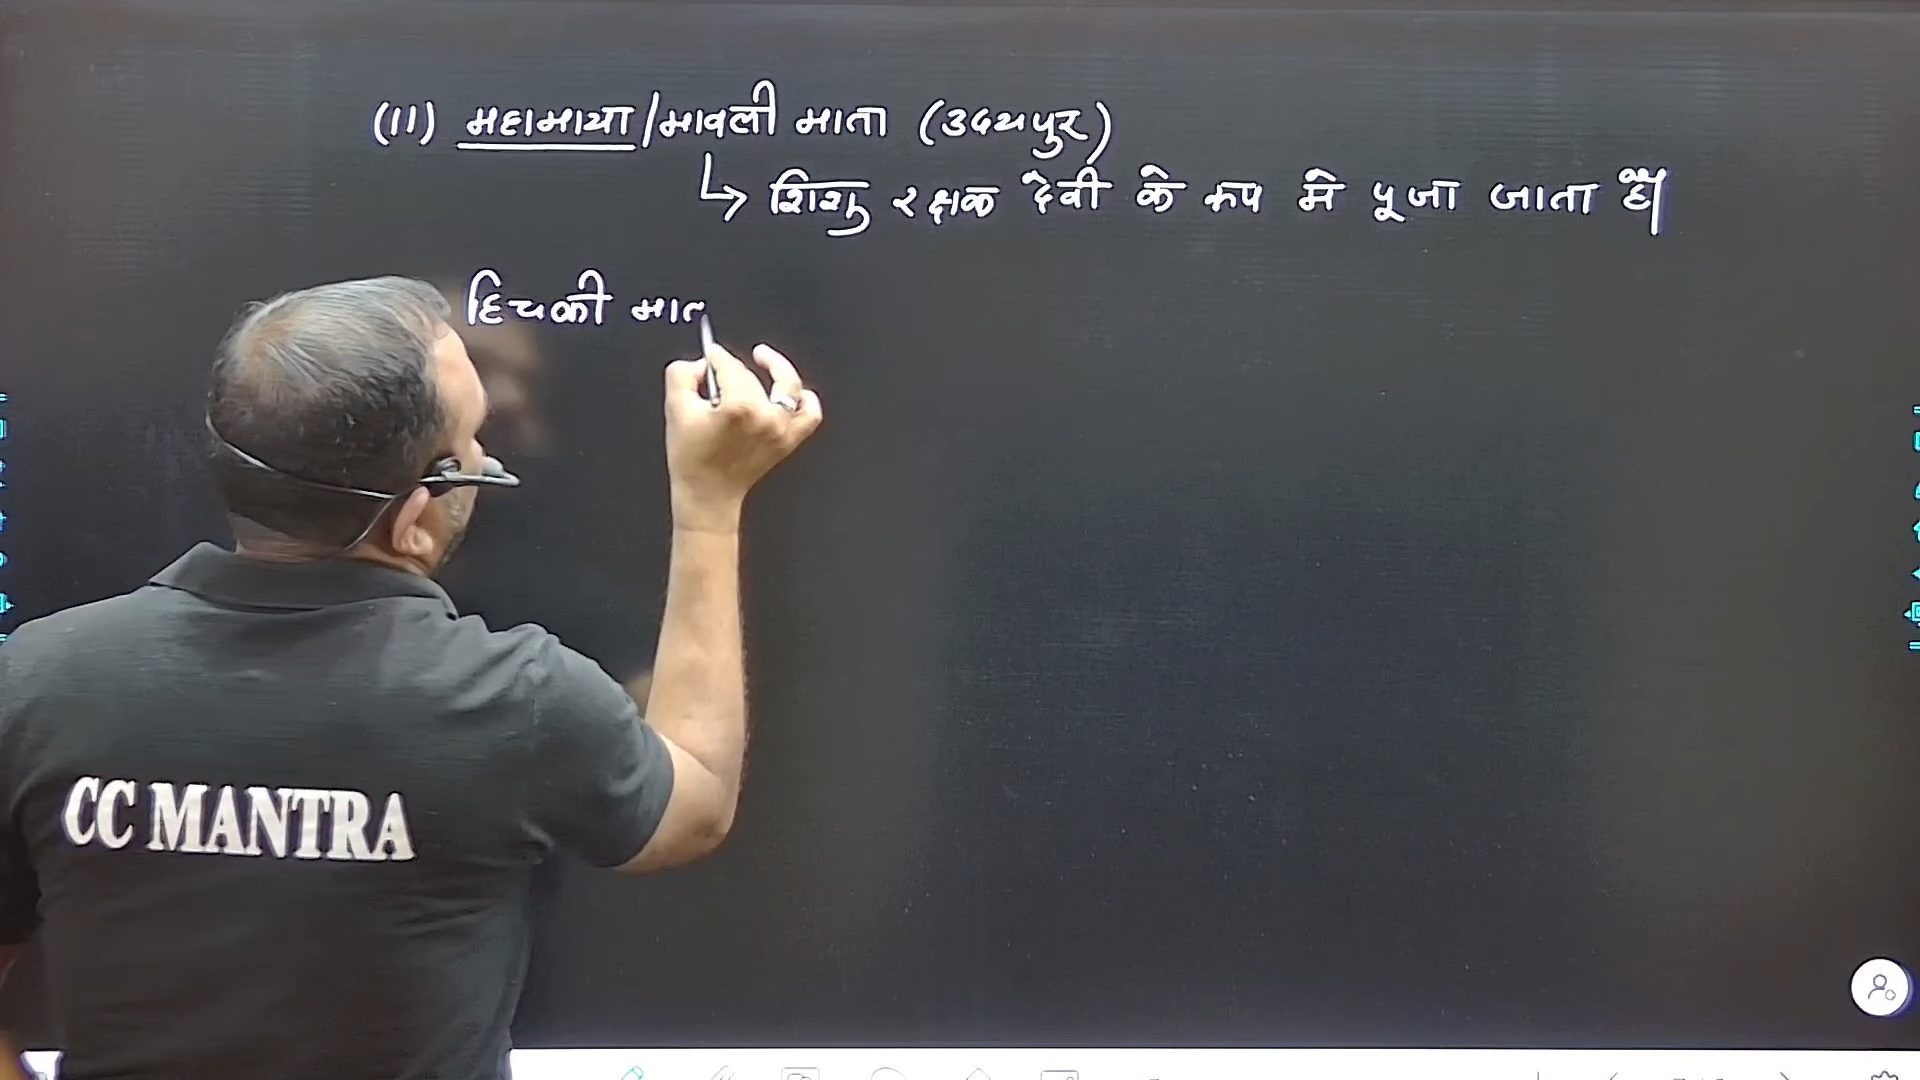 (11) महामाया/मावली माता (उदयपुर)
↳ शिशु रक्षक देवी के रूप मे पूजा जाता है।
हिचकी मात
CC MANTRA